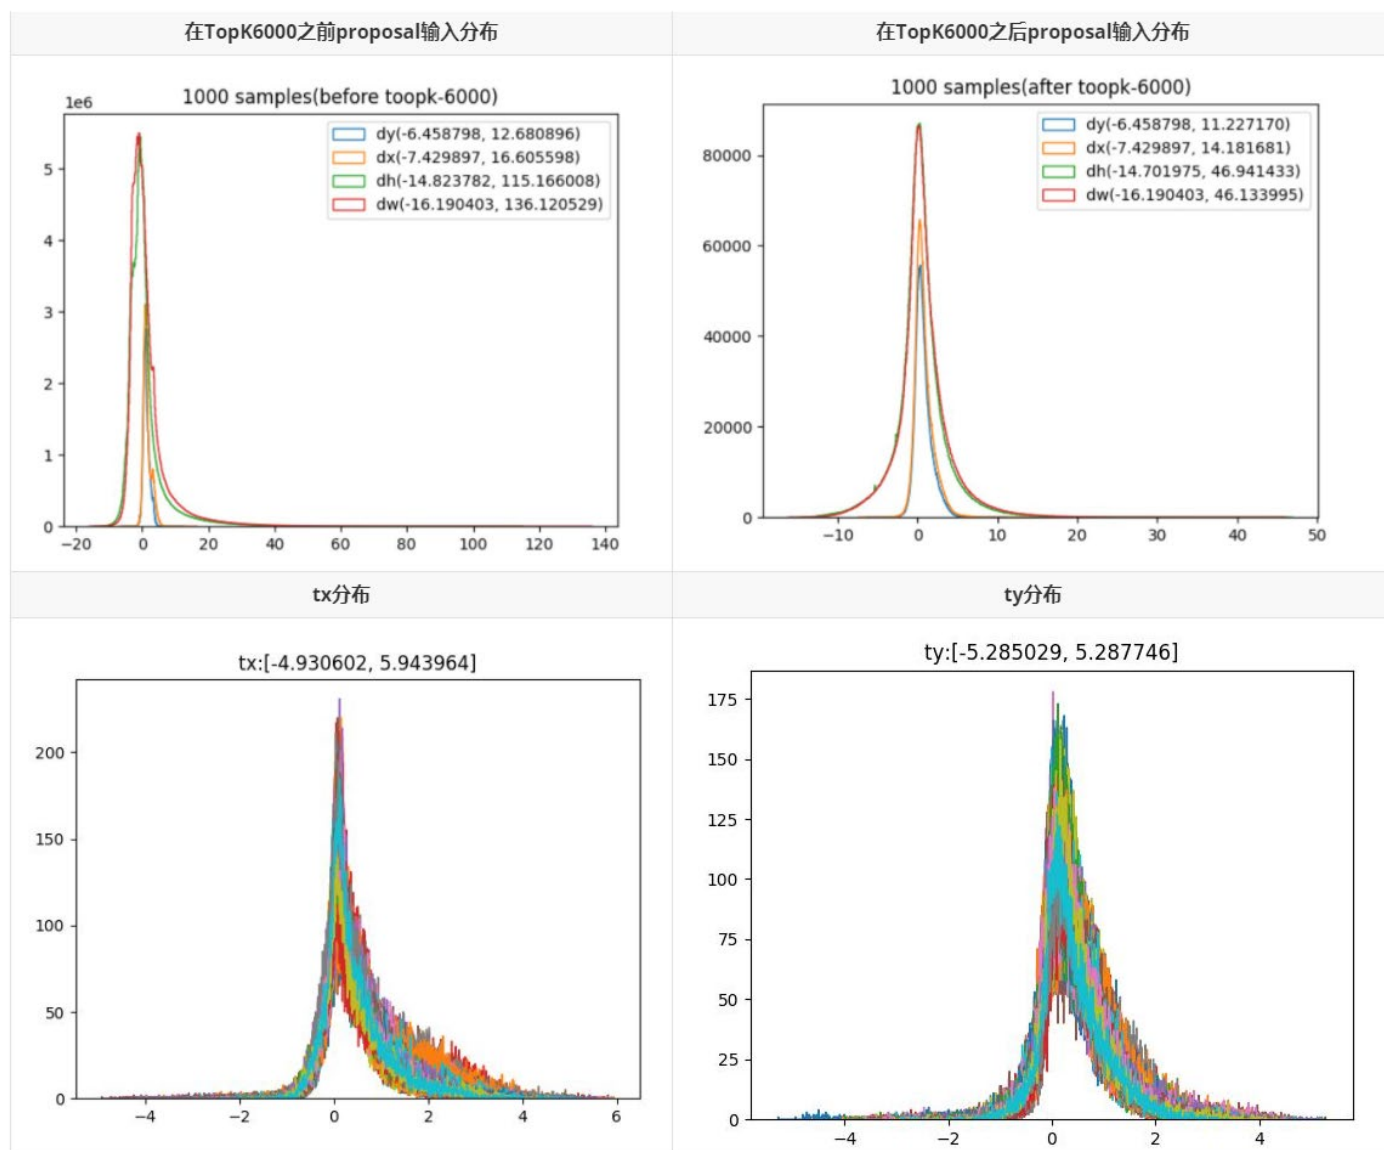 在TopK6000之前proposal输入分布
在TopK6000之后proposal输入分布
1000 samples(before toopk-6000)
1e6
dy(-6.458798, 12.680896)
dx(-7.429897, 16.605598)
dh(-14.823782, 115.166008)
dw(-16.190403, 136.120529)
5
4
3
2
1
0
−20 0 20 40 60 80 100 120 140
1000 samples(after toopk-6000)
dy(-6.458798, 11.227170)
dx(-7.429897, 14.181681)
dh(-14.701975, 46.941433)
dw(-16.190403, 46.133995)
80000
60000
40000
20000
0
−10 0 10 20 30 40 50
tx分布
ty分布
tx:[-4.930602, 5.943964]
200
150
100
50
0
−4 −2 0 2 4 6
ty:[-5.285029, 5.287746]
175
150
125
100
75
50
25
0
−4 −2 0 2 4